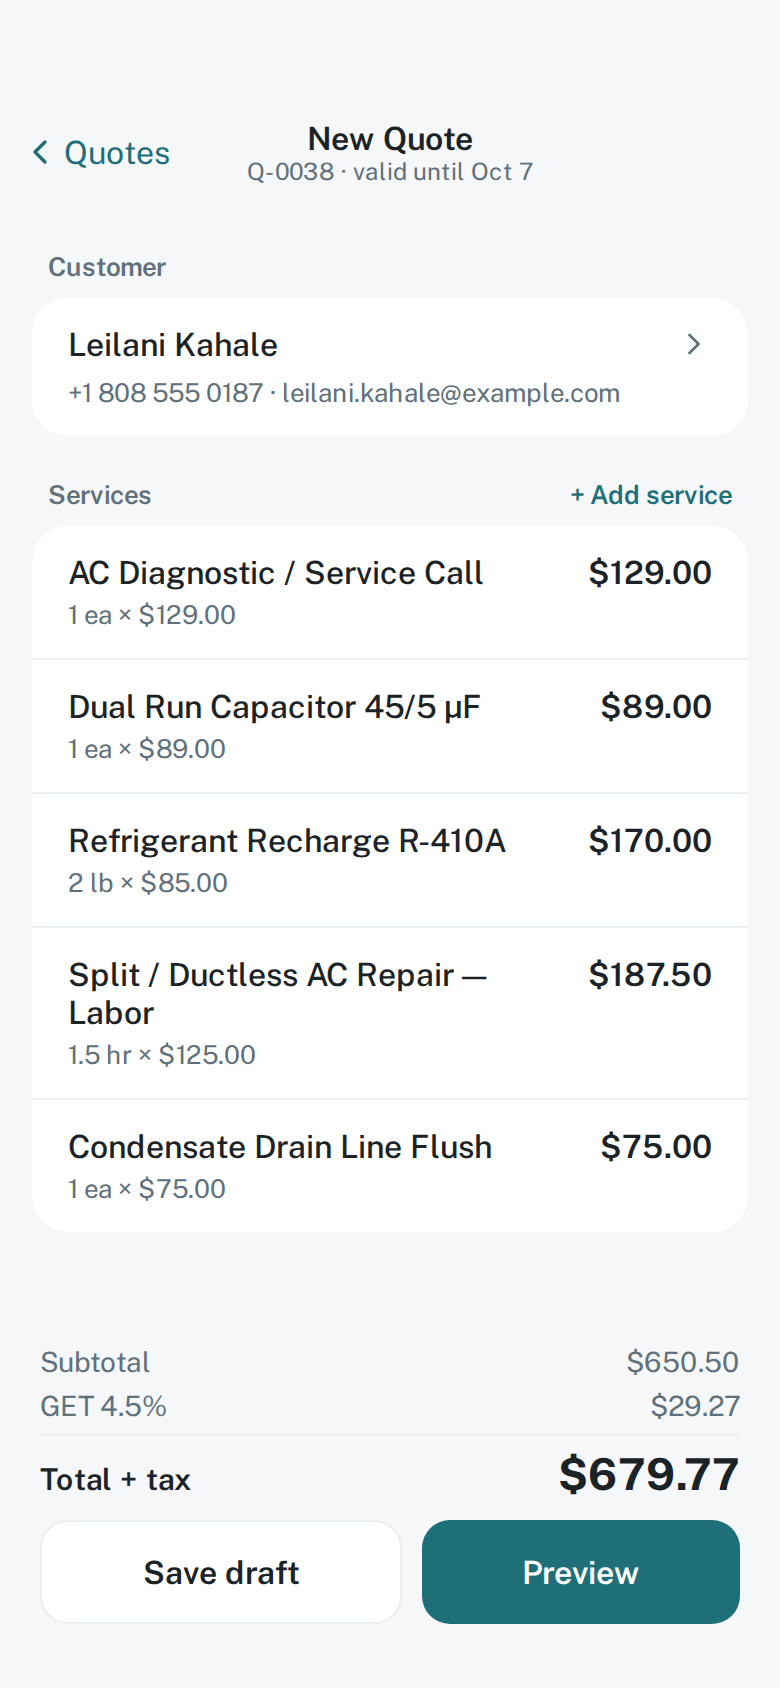 Quotes
New Quote
Q-0038 · valid until Oct 7
Customer
Leilani Kahale
+1 808 555 0187 · leilani.kahale@example.com
Services
+ Add service
AC Diagnostic / Service Call $129.00
1 ea × $129.00
Dual Run Capacitor 45/5 µF $89.00
1 ea × $89.00
Refrigerant Recharge R-410A $170.00
2 lb × $85.00
Split / Ductless AC Repair — $187.50
Labor
1.5 hr × $125.00
Condensate Drain Line Flush $75.00
1 ea × $75.00
Subtotal $650.50
GET 4.5% $29.27
Total + tax $679.77
Save draft
Preview